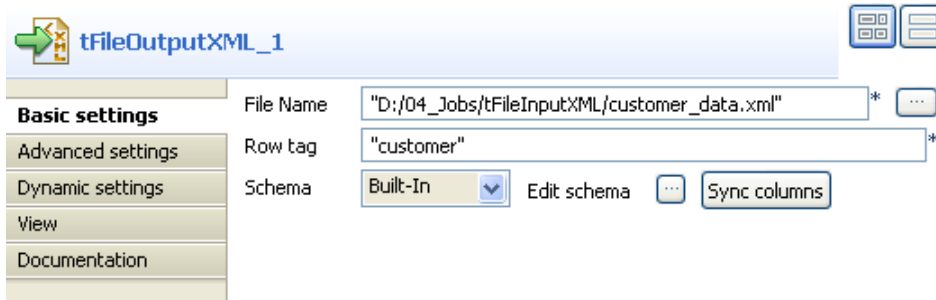 tFileOutputXML_1
Basic settings
Advanced settings
Dynamic settings
View
Documentation
File Name "D:/04_Jobs/tFileInputXML/customer_data.xml" * ...
Row tag "customer" *
Schema Built-In Edit schema ... Sync columns